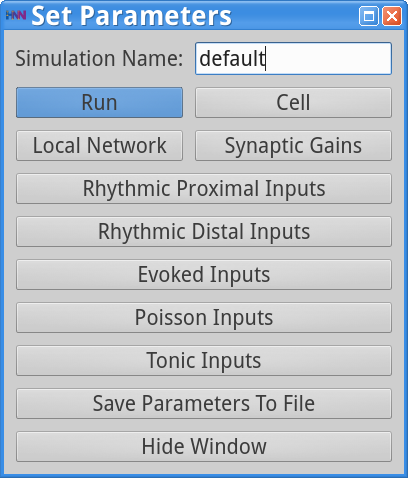 HNN Set Parameters
Simulation Name: default
Run Cell
Local Network Synaptic Gains
Rhythmic Proximal Inputs
Rhythmic Distal Inputs
Evoked Inputs
Poisson Inputs
Tonic Inputs
Save Parameters To File
Hide Window